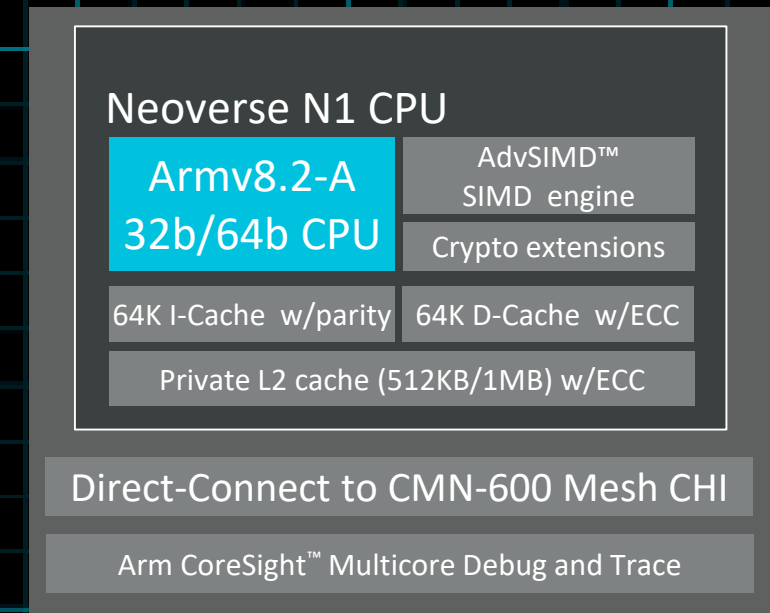 Neoverse N1 CPU
Armv8.2-A
32b/64b CPU
AdvSIMD™
SIMD engine
Crypto extensions
64K I-Cache w/parity
64K D-Cache w/ECC
Private L2 cache (512KB/1MB) w/ECC
Direct-Connect to CMN-600 Mesh CHI
Arm CoreSight™ Multicore Debug and Trace